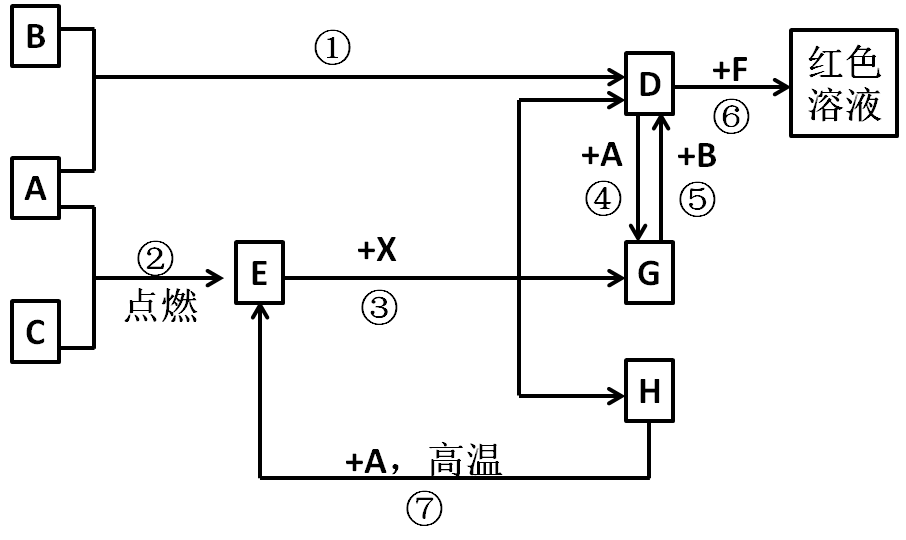 B
①
D
+F
⑥
红色
溶液
A
+A
④
+B
⑤
②
点燃
E
+X
③
G
C
H
+A，高温
⑦